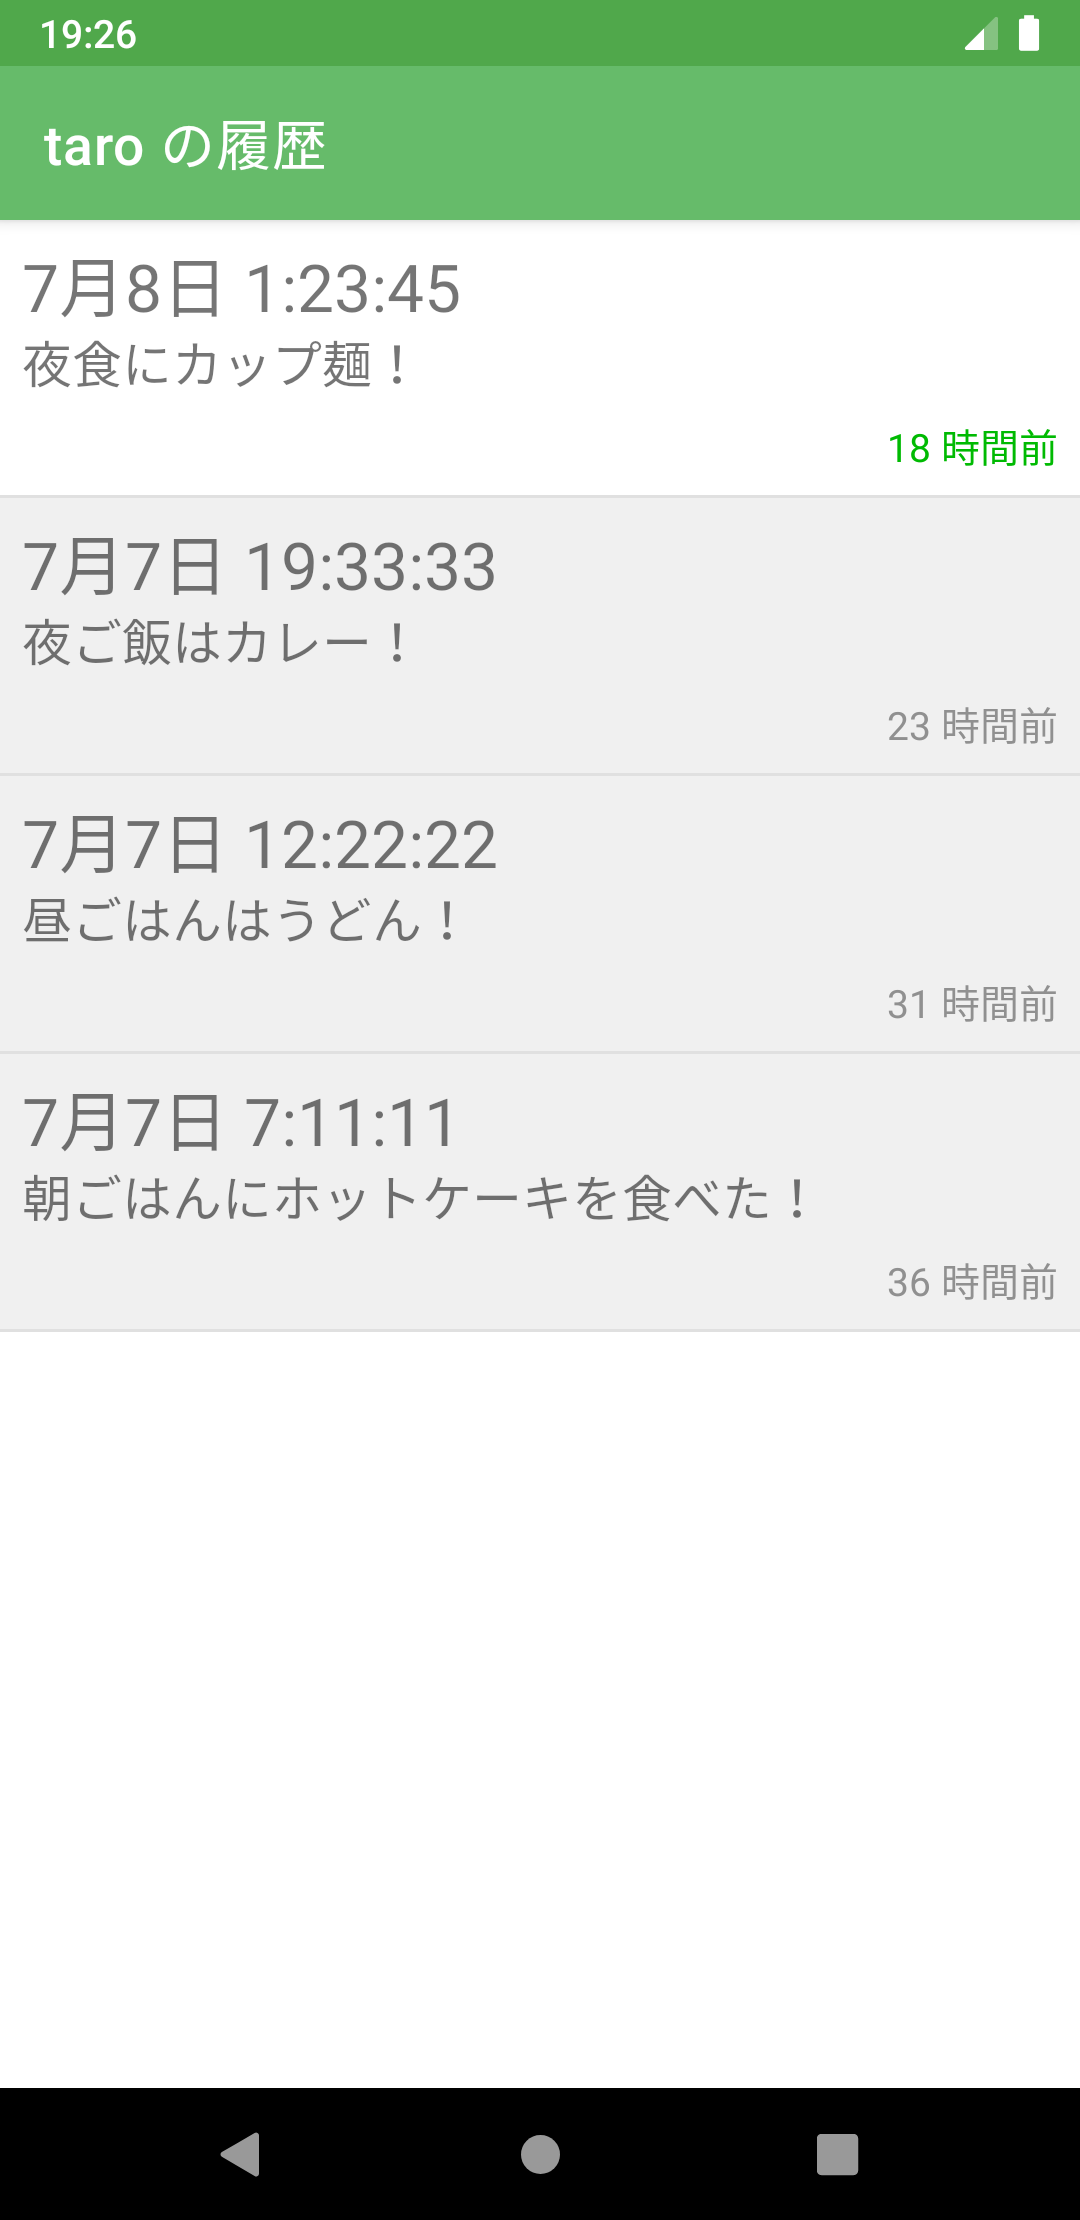 19:26
taro の履歴
7月8日 1:23:45
夜食にカップ麺！
18 時間前
7月7日 19:33:33
夜ご飯はカレー！
23 時間前
7月7日 12:22:22
昼ごはんはうどん！
31 時間前
7月7日 7:11:11
朝ごはんにホットケーキを食べた！
36 時間前